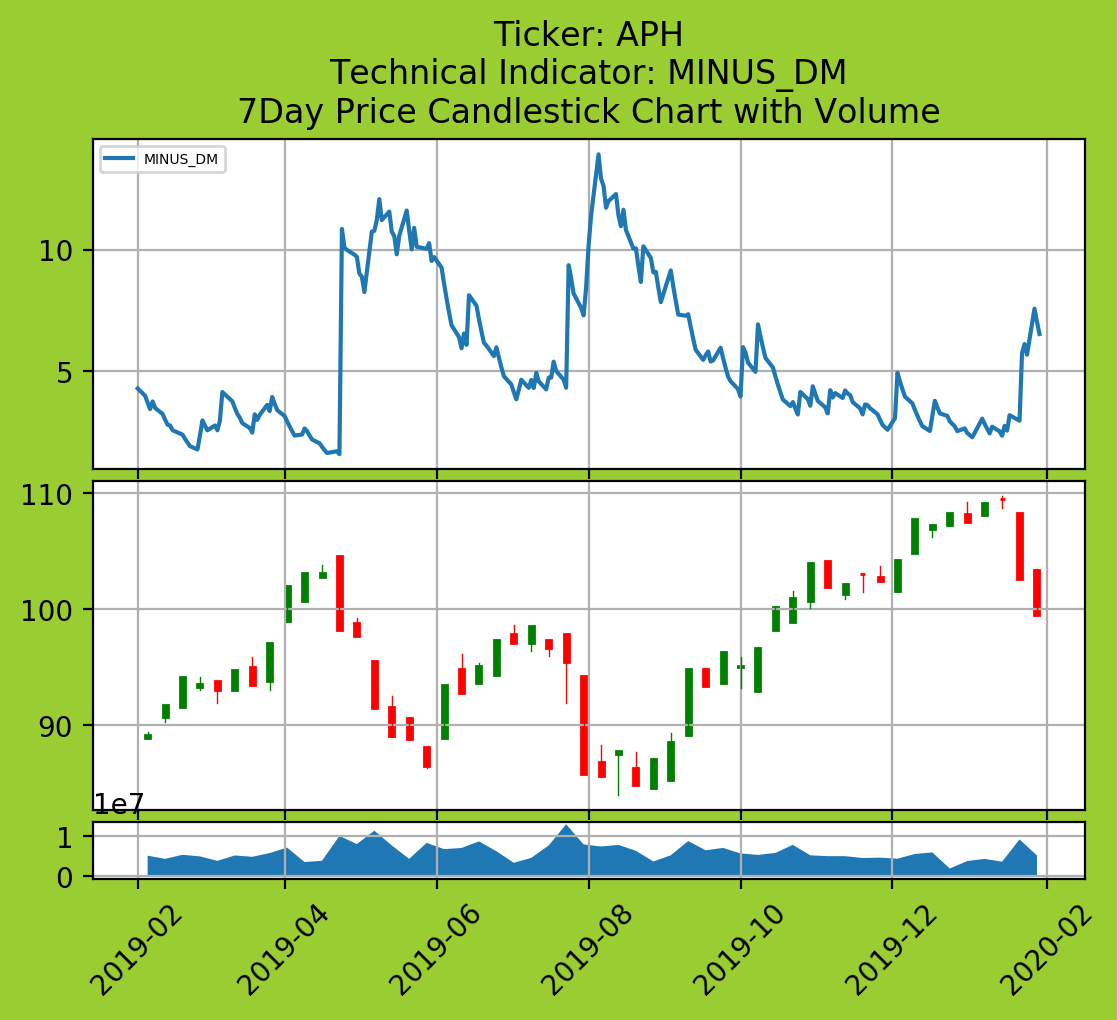 Ticker: APH
Technical Indicator: MINUS_DM
7Day Price Candlestick Chart with Volume
MINUS_DM
10
5
110
100
90
1e7
1
0
2019-02
2019-04
2019-06
2019-08
2019-10
2019-12
2020-02